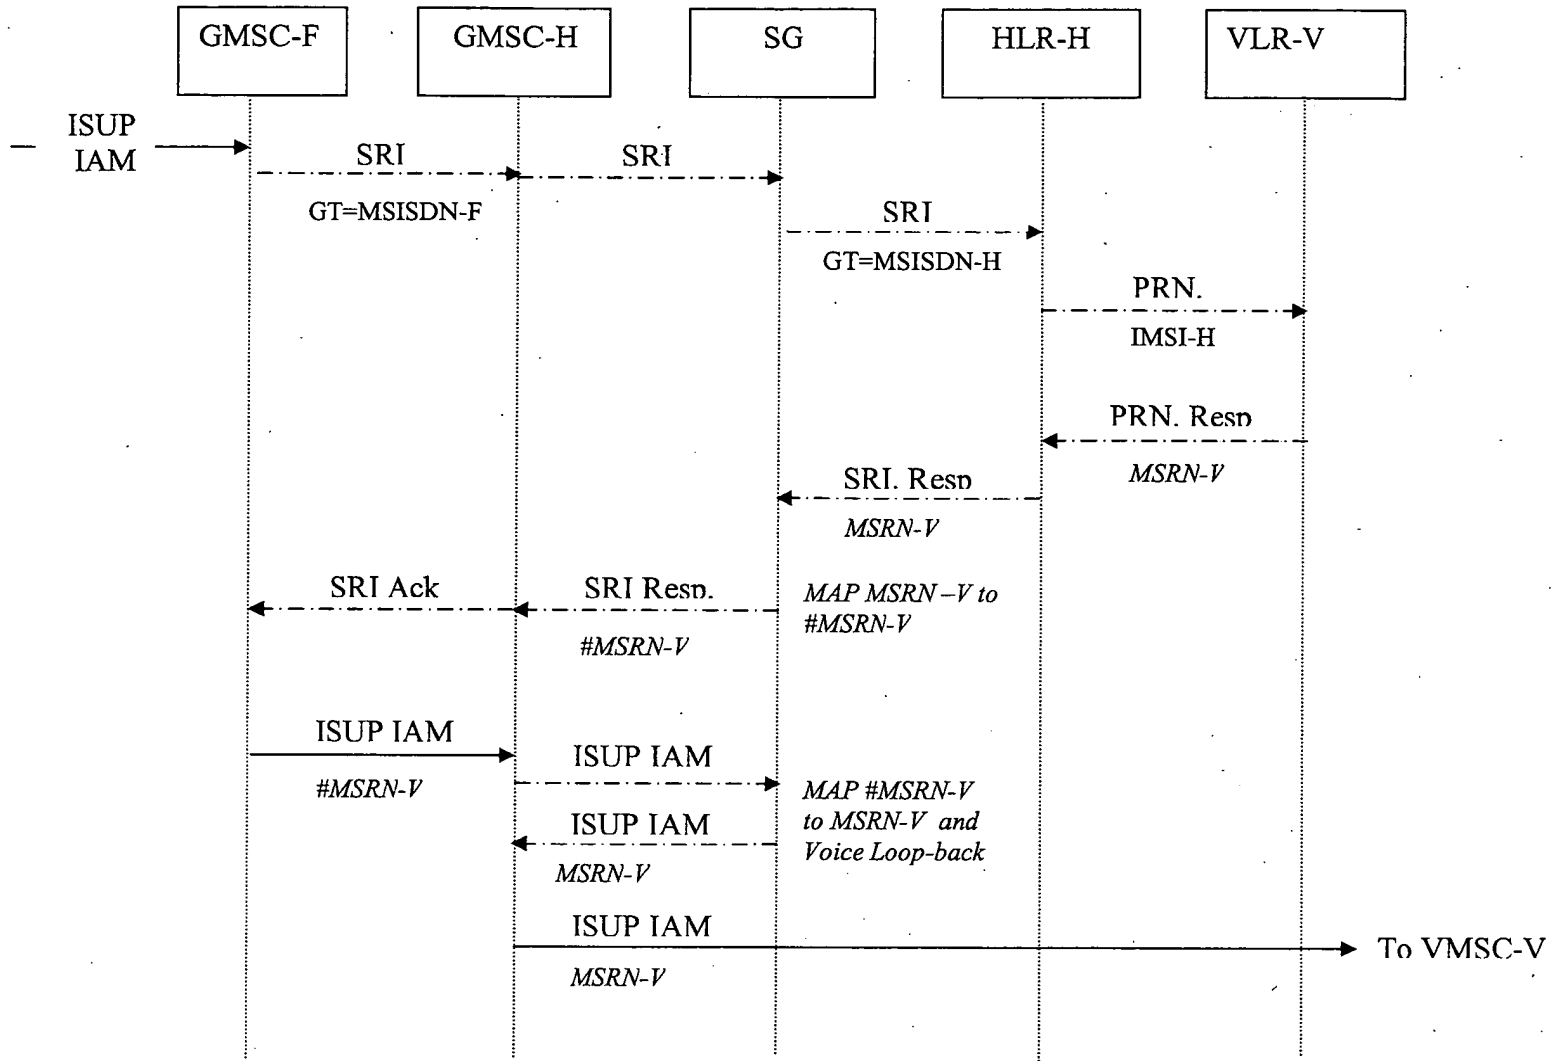 GMSC-F
GMSC-H
SG
HLR-H
VLR-V
ISUP
IAM
SRI
SRI
GT=MSISDN-F
SRI
GT=MSISDN-H
PRN.
IMSI-H
PRN. Resp
MSRN-V
SRI. Resp
MSRN-V
SRI Ack
SRI Resp.
#MSRN-V
MAP MSRN –V to
#MSRN-V
ISUP IAM
#MSRN-V
ISUP IAM
MAP #MSRN-V
to MSRN-V and
Voice Loop-back
ISUP IAM
MSRN-V
ISUP IAM
MSRN-V
To VMSC-V